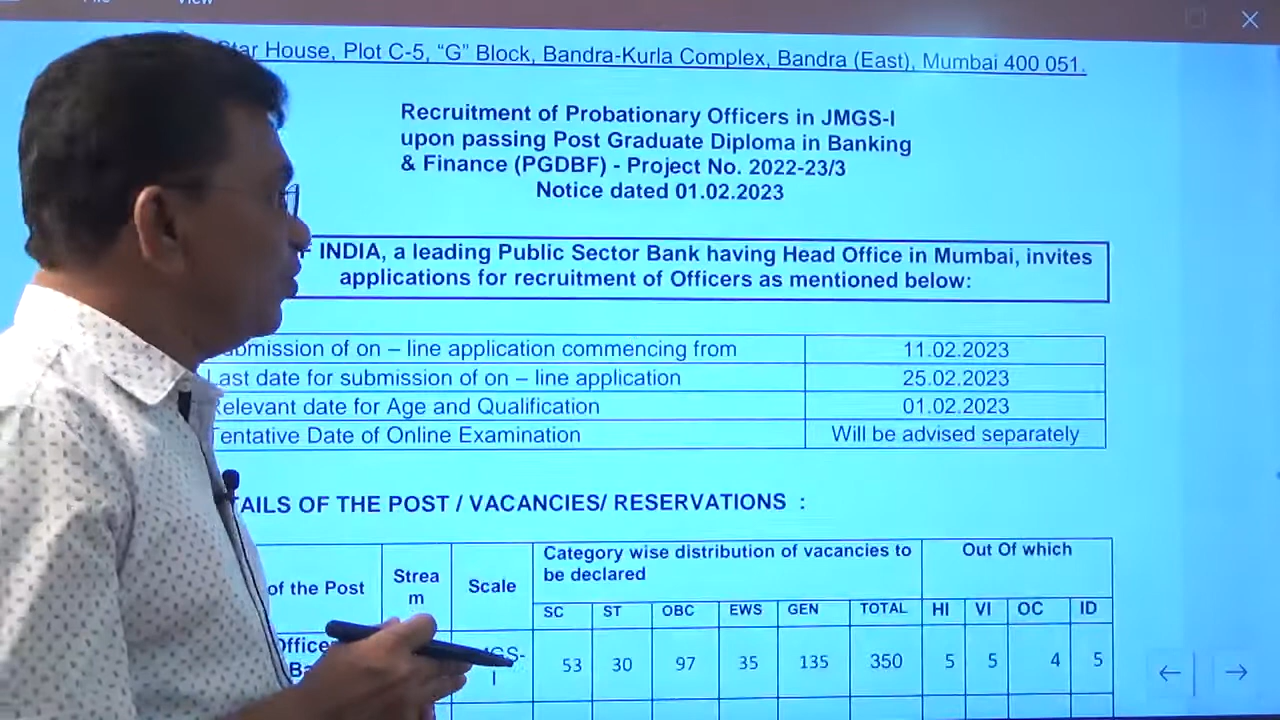 View
Star House, Plot C-5, “G” Block, Bandra-Kurla Complex, Bandra (East), Mumbai 400 051.
Recruitment of Probationary Officers in JMGS-I
upon passing Post Graduate Diploma in Banking
& Finance (PGDBF) - Project No. 2022-23/3
Notice dated 01.02.2023
INDIA, a leading Public Sector Bank having Head Office in Mumbai, invites
applications for recruitment of Officers as mentioned below:
ubmission of on – line application commencing from 11.02.2023
Last date for submission of on – line application 25.02.2023
Relevant date for Age and Qualification 01.02.2023
Tentative Date of Online Examination Will be advised separately
AILS OF THE POST / VACANCIES/ RESERVATIONS :
of the Post
Strea
m
Scale
Category wise distribution of vacancies to
be declared
Out Of which
SC ST OBC EWS GEN TOTAL HI VI OC ID
Office
Ba
GS-
I
53 30 97 35 135 350 5 5 4 5